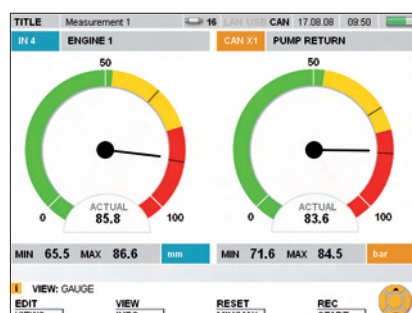 TITLE Measurement 1 16 LAN USB CAN 17.08.08 09:50
IN 4 ENGINE 1 CAN X1 PUMP RETURN
50 50
ACTUAL ACTUAL
0 85.8 100 0 83.6 100
MIN 65.5 MAX 86.6 mm MIN 71.6 MAX 84.5 bar
i VIEW: GAUGE
EDIT VIEW RESET REC